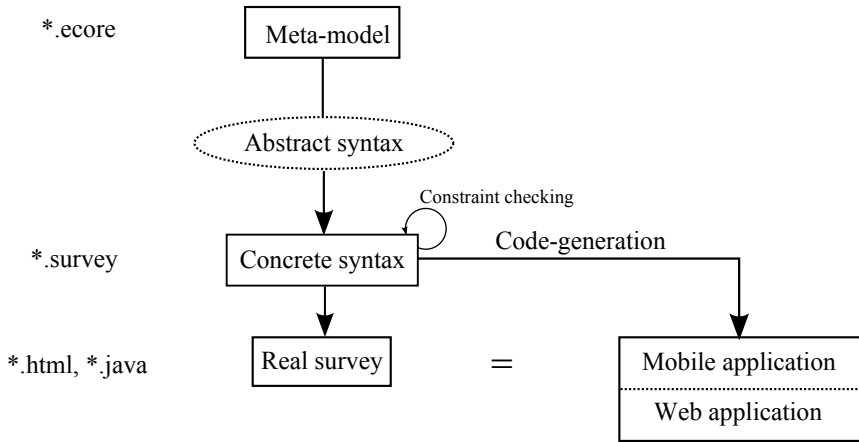 *.ecore
Meta-model
Abstract syntax
Constraint checking
Code-generation
*.survey
Concrete syntax
*.html, *.java
Real survey
=
Mobile application
Web application